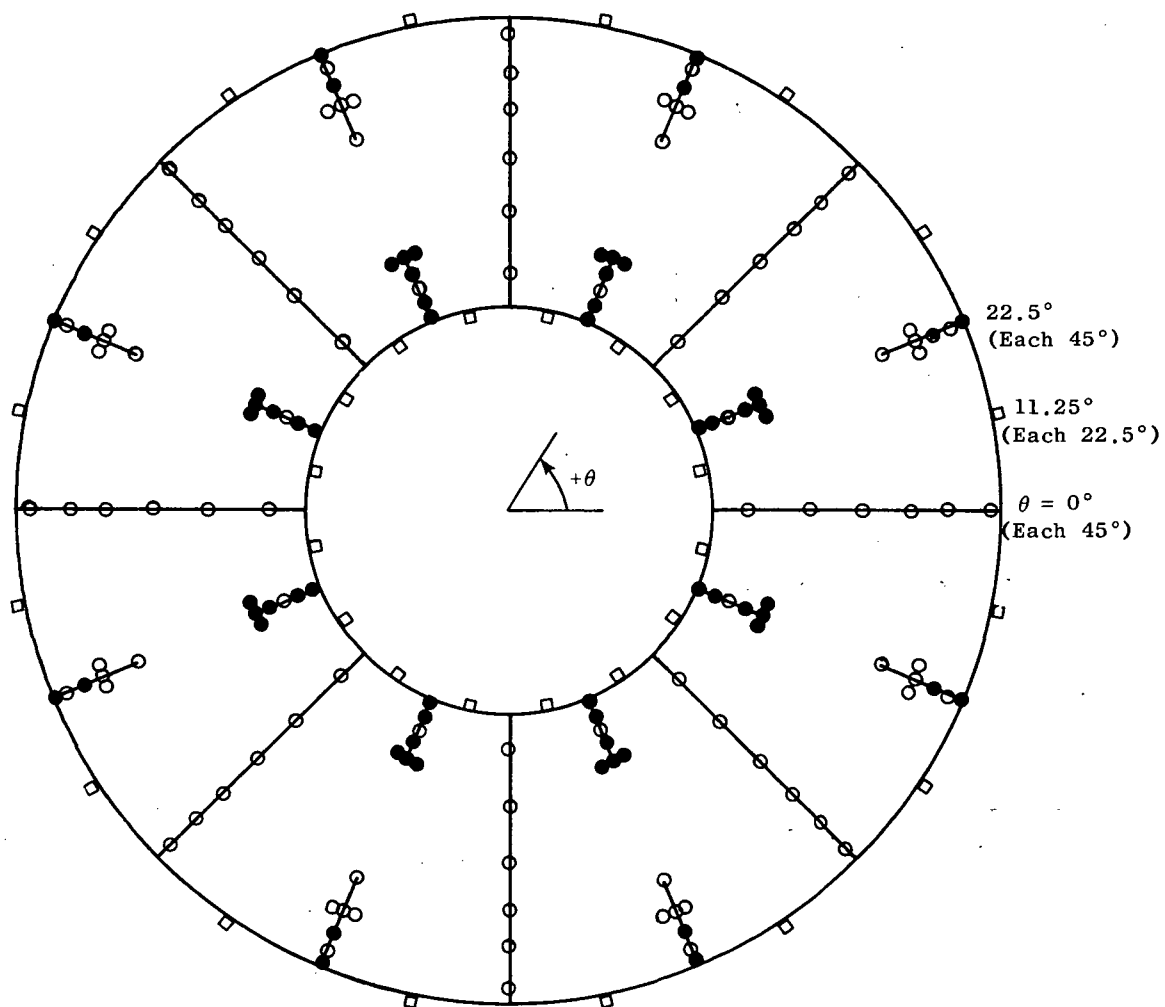 22.5°
(Each 45°)
11.25°
(Each 22.5°)
+θ
θ = 0°
(Each 45°)